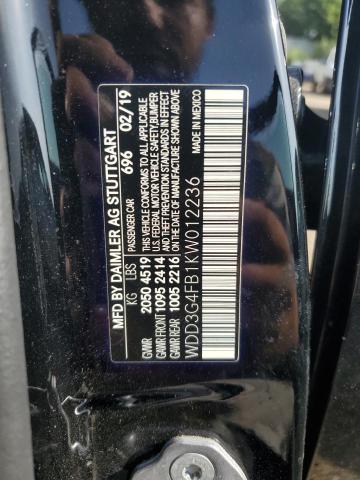 MFD BY DAIMLER AG STUTTGART
PASSENGER CAR 696 02/19
KG LBS
GVWR 2050 4519
GAWR FRONT 1095 2414
GAWR REAR 1005 2216
THIS VEHICLE CONFORMS TO ALL APPLICABLE
U.S. FEDERAL MOTOR VEHICLE SAFETY, BUMPER
AND THEFT PREVENTION STANDARDS IN EFFECT
ON THE DATE OF MANUFACTURE SHOWN ABOVE
WDD3G4FB1KW012236
MADE IN MEXICO